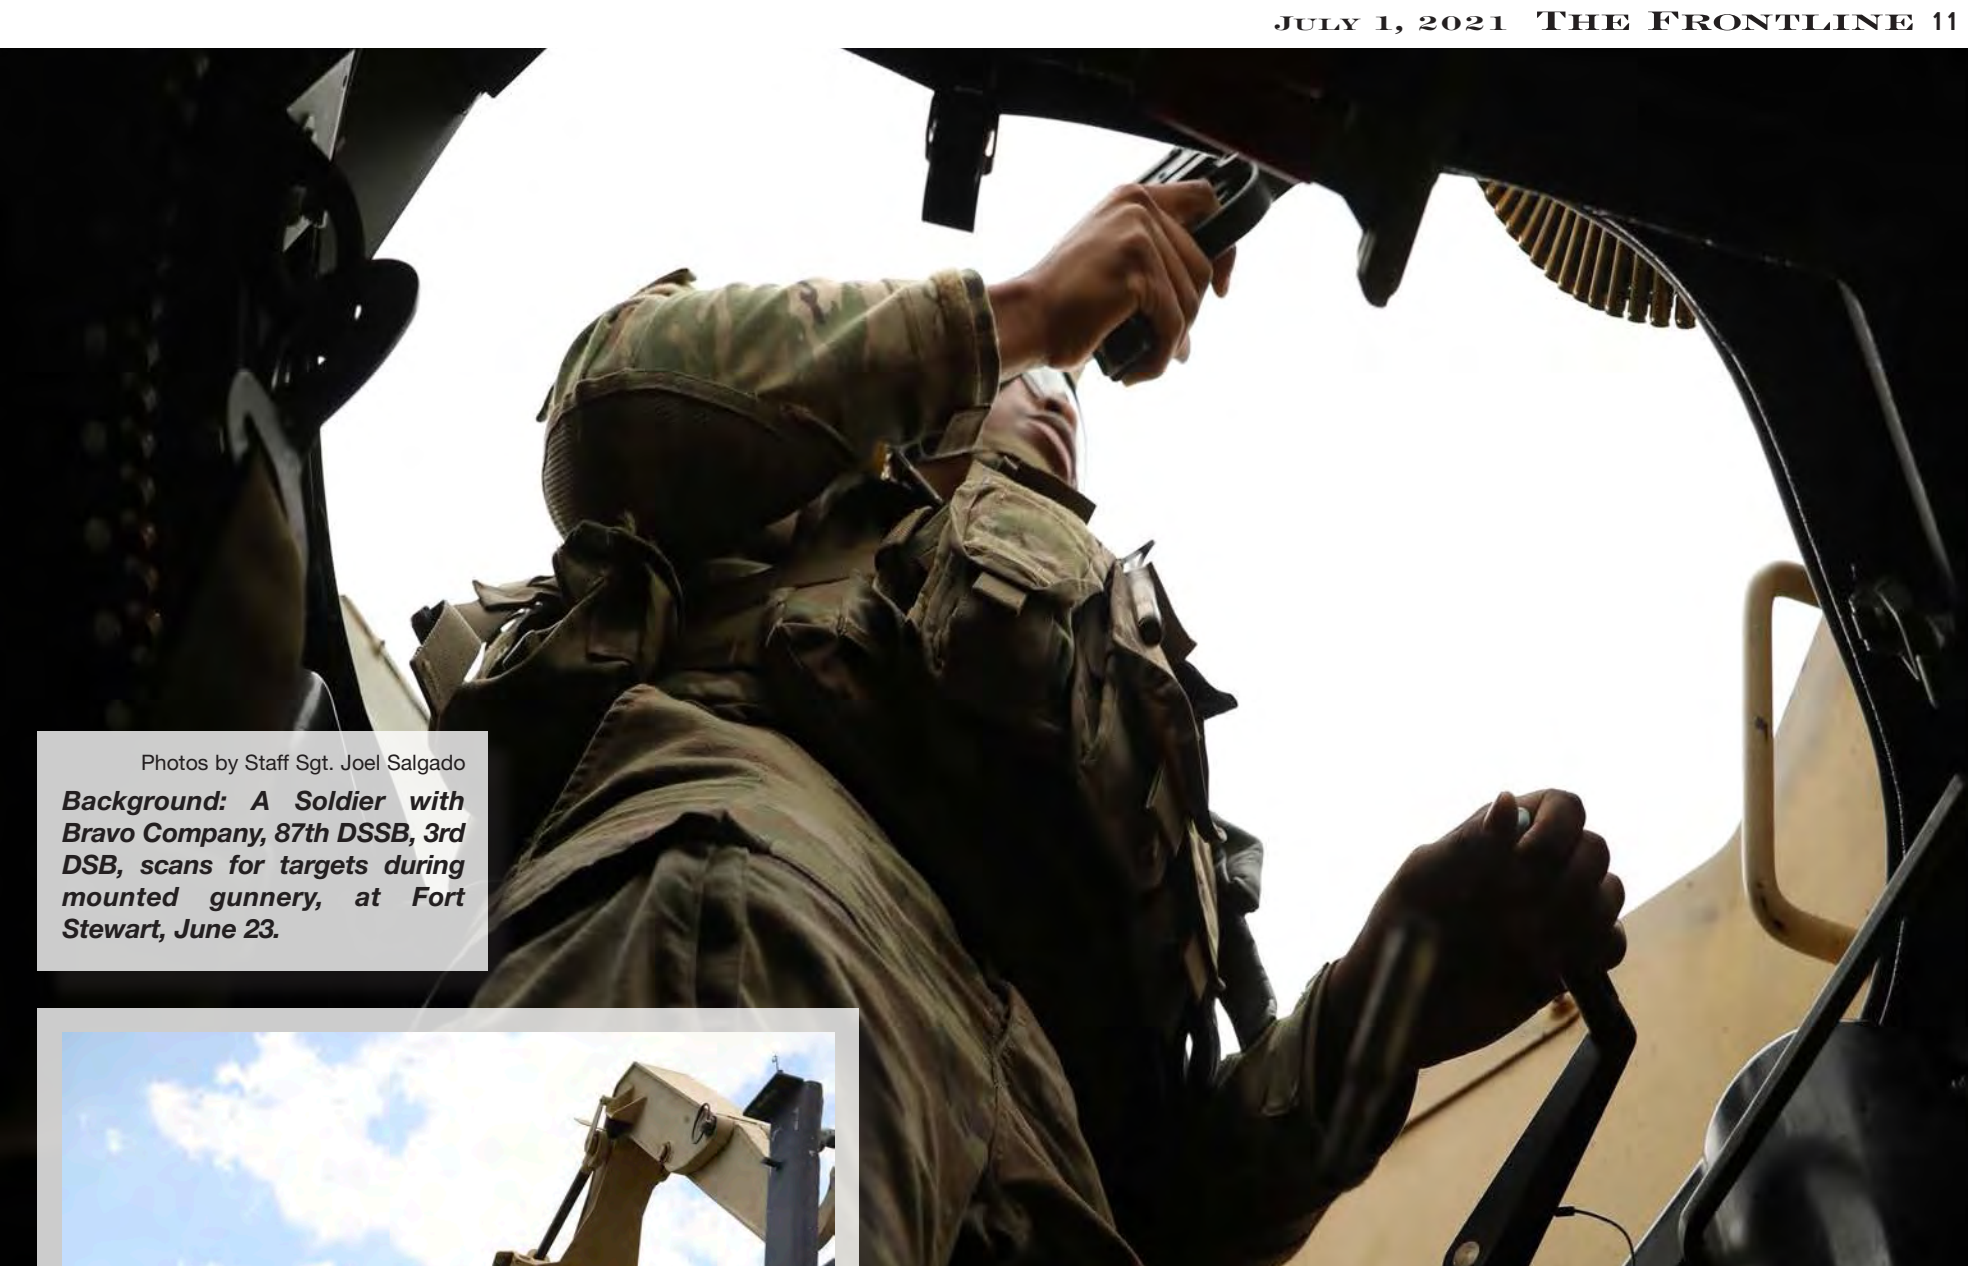 July 1, 2021 The Frontline 11
Photos by Staff Sgt. Joel Salgado
Background: A Soldier with
Bravo Company, 87th DSSB, 3rd
DSB, scans for targets during
mounted gunnery, at Fort
Stewart, June 23.